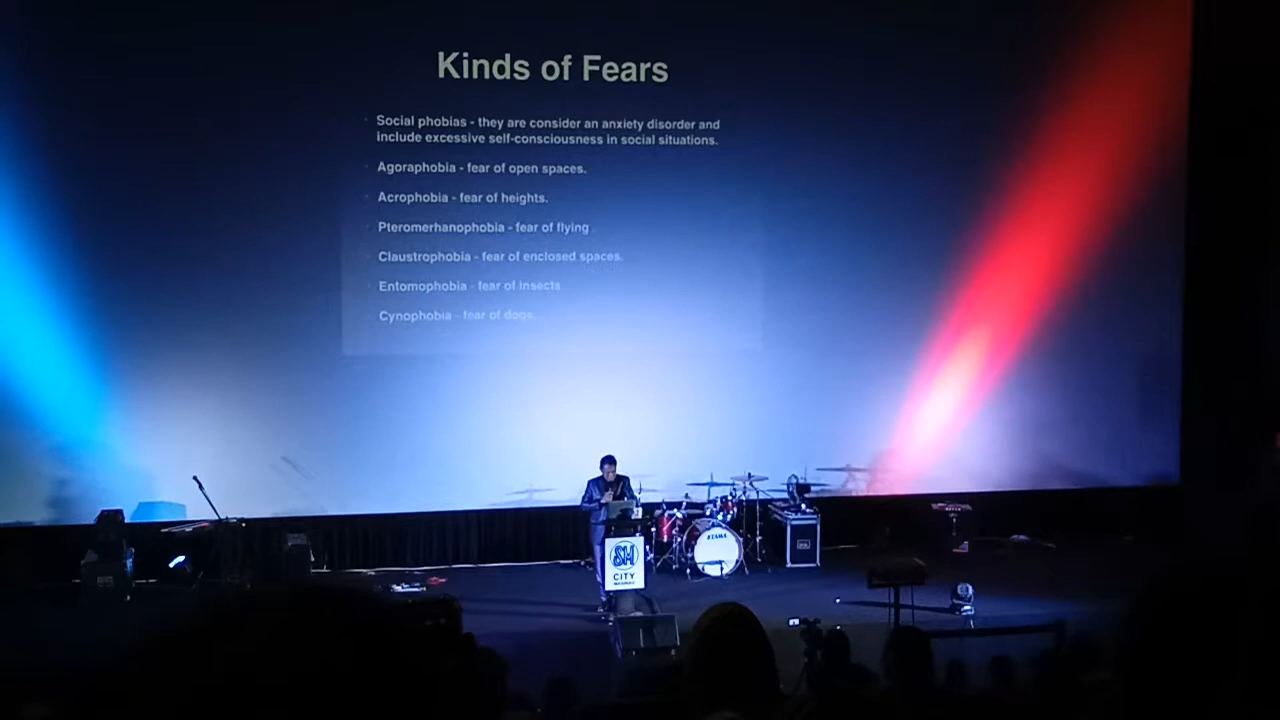 Kinds of Fears
Social phobias - they are consider an anxiety disorder and
include excessive self-consciousness in social situations.
Agoraphobia - fear of open spaces.
Acrophobia - fear of heights.
Pteromerhanophobia - fear of flying
Claustrophobia - fear of enclosed spaces.
Entomophobia - fear of insects
Cynophobia - fear of dogs.
TAMA
SM
CITY